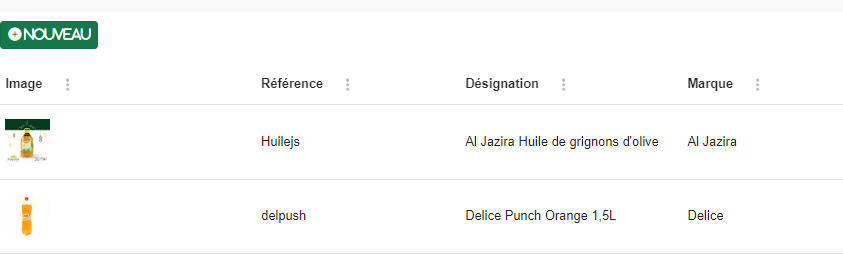 NOUVEAU
Image Référence Désignation Marque
Huilejs Al Jazira Huile de grignons d'olive Al Jazira
delpush Delice Punch Orange 1,5L Delice